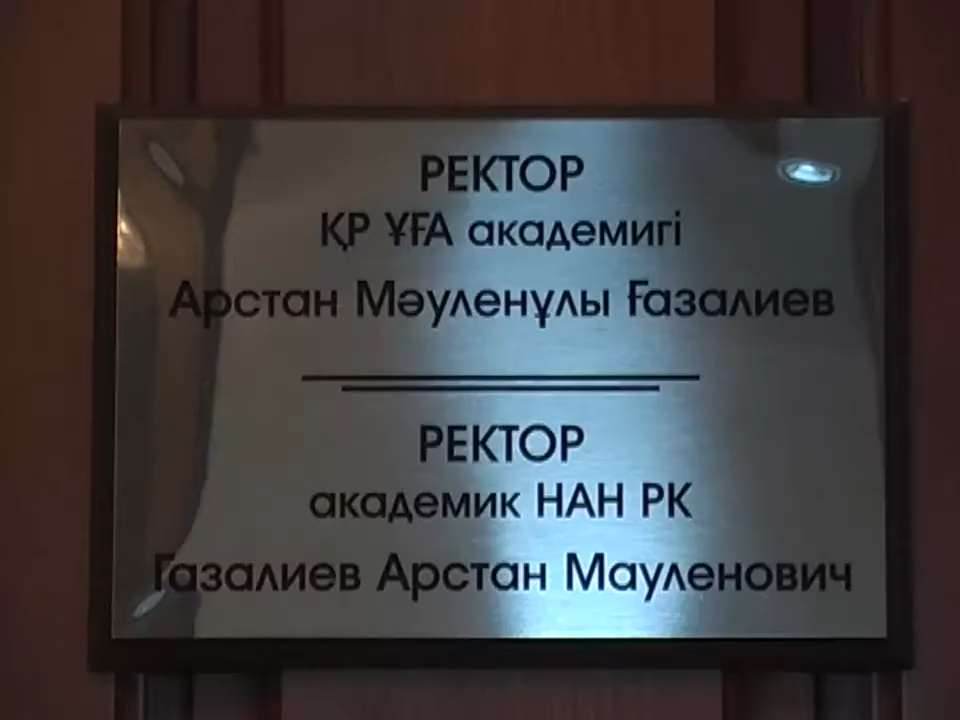 РЕКТОР
ҚР ҰҒА академигі
Арстан Мәуленұлы Ғазалиев
РЕКТОР
академик НАН РК
Газалиев Арстан Мауленович